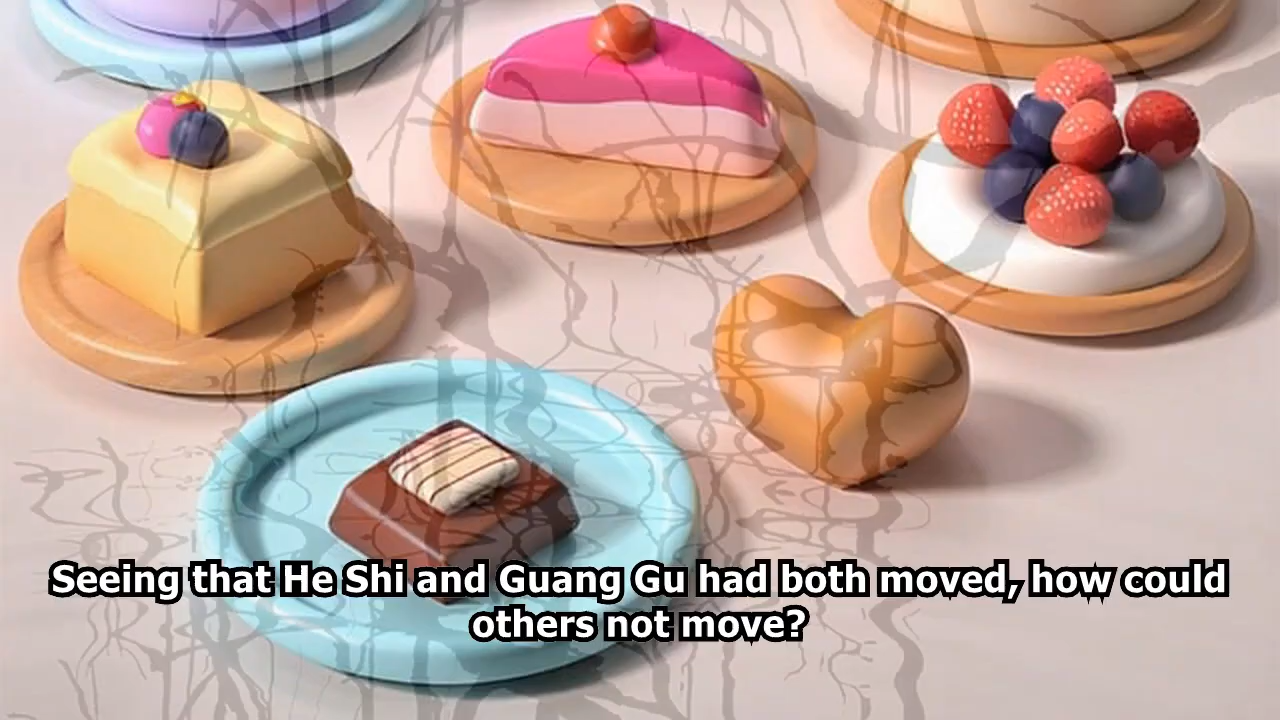 Seeing that He Shi and Guang Gu had both moved, how could
others not move?